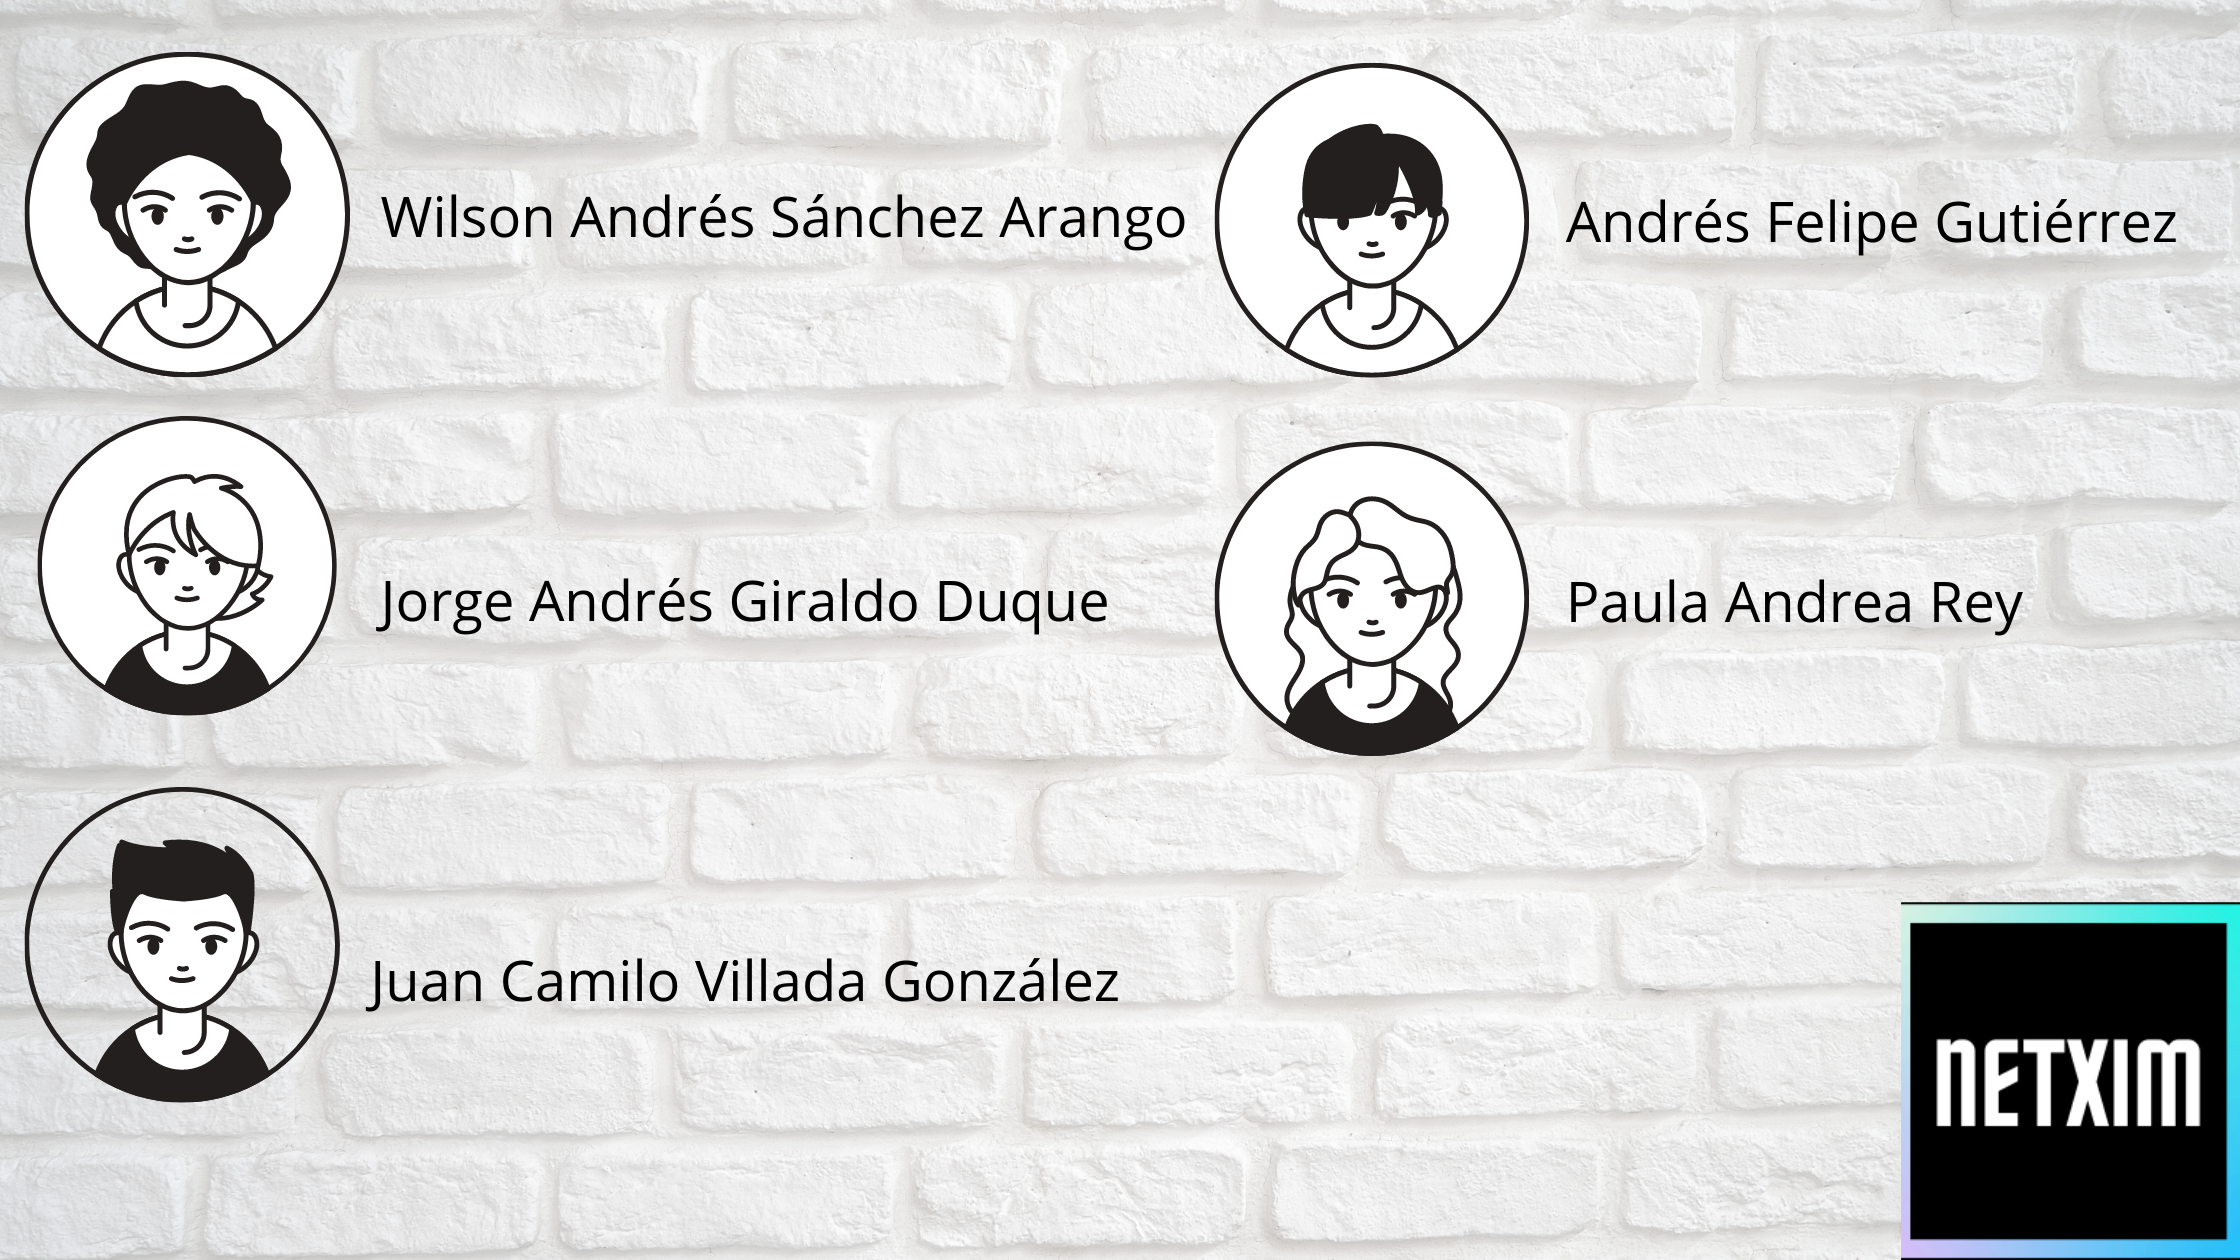 Wilson Andrés Sánchez Arango
Andrés Felipe Gutiérrez
Jorge Andrés Giraldo Duque
Paula Andrea Rey
Juan Camilo Villada González
NETXIM